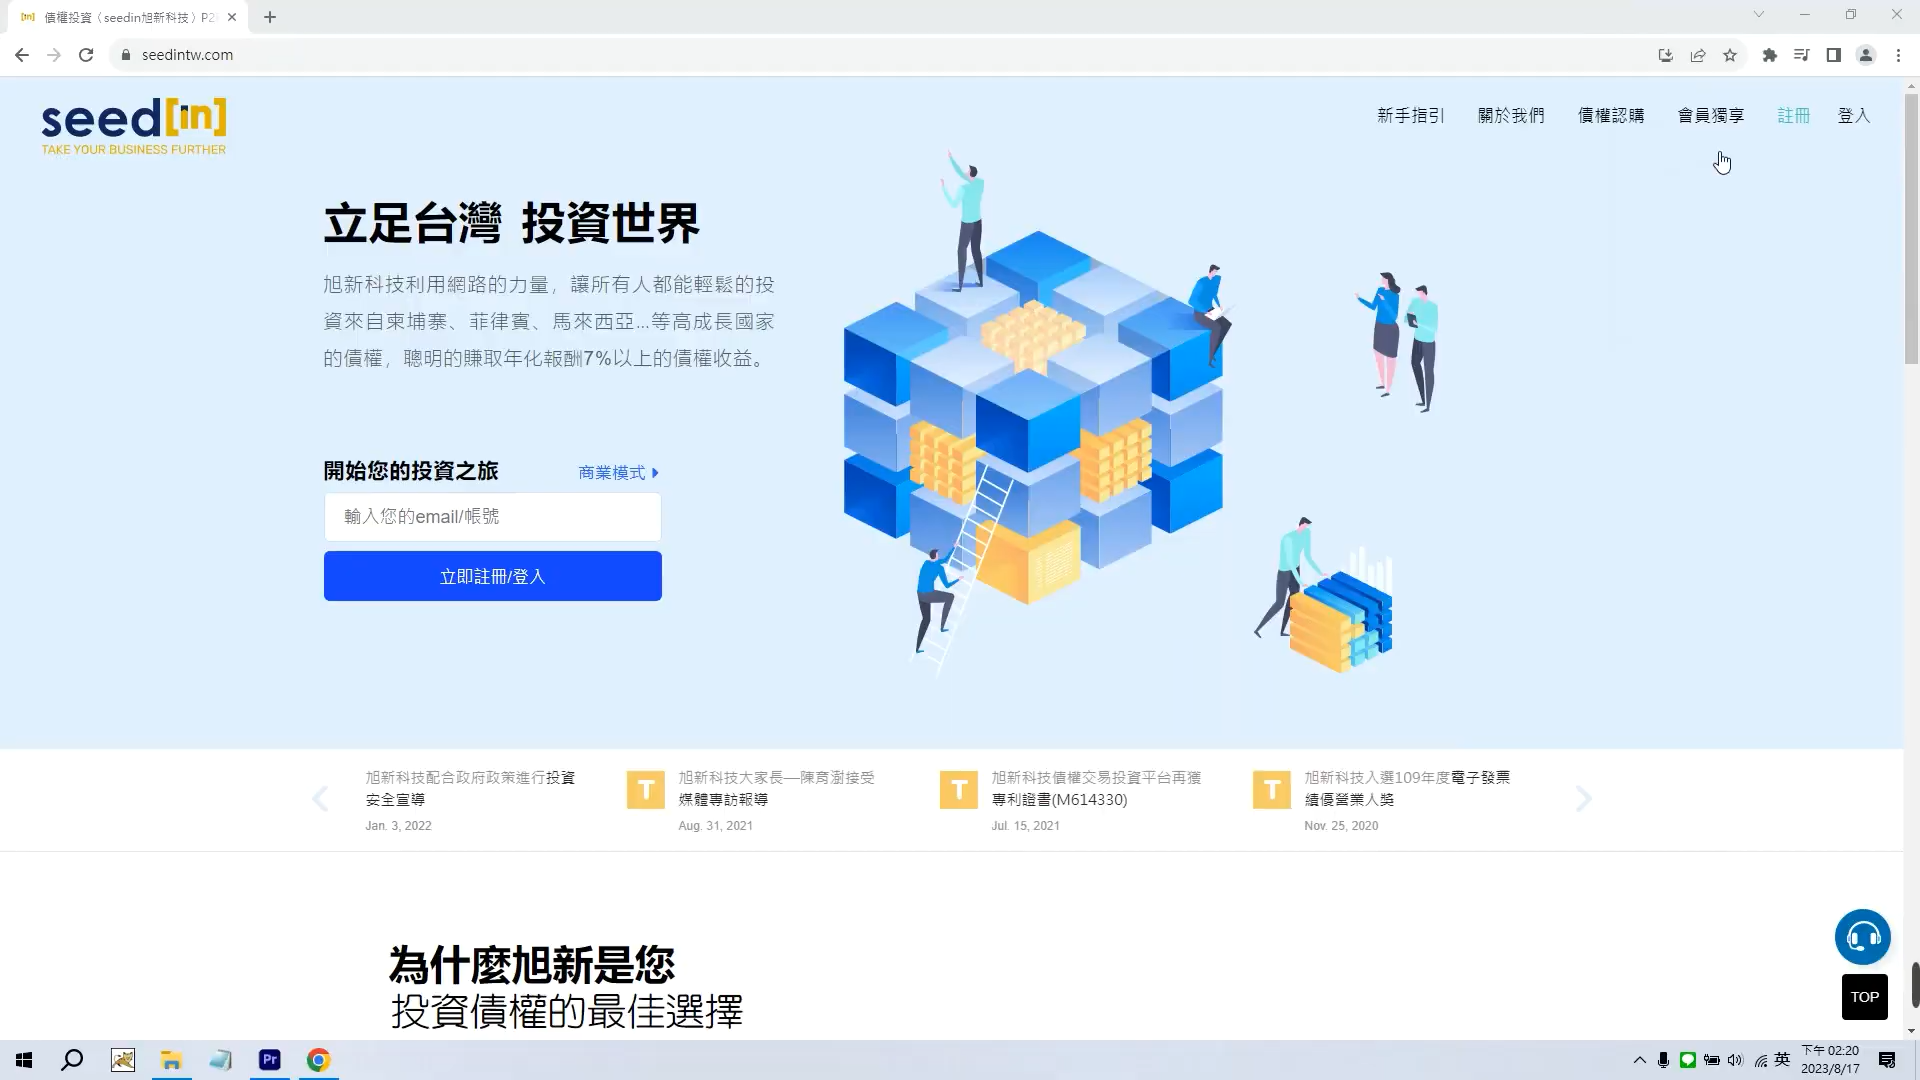 [in] 債權投資（seedin旭新科技）P2
seedintw.com
seed[in]
TAKE YOUR BUSINESS FURTHER
新手指引 關於我們 債權認購 會員獨享 註冊 登入
立足台灣 投資世界
旭新科技利用網路的力量，讓所有人都能輕鬆的投
資來自柬埔寨、菲律賓、馬來西亞...等高成長國家
的債權，聰明的賺取年化報酬7%以上的債權收益。
開始您的投資之旅 商業模式
輸入您的email/帳號
立即註冊/登入
旭新科技配合政府政策進行投資
安全宣導
Jan. 3, 2022
T
旭新科技大家長—陳育澍接受
媒體專訪報導
Aug. 31, 2021
T
旭新科技債權交易投資平台再獲
專利證書(M614330)
Jul. 15, 2021
T
旭新科技入選109年度電子發票
績優營業人獎
Nov. 25, 2020
為什麼旭新是您
投資債權的最佳選擇
TOP
Pr
英
下午 02:20
2023/8/17